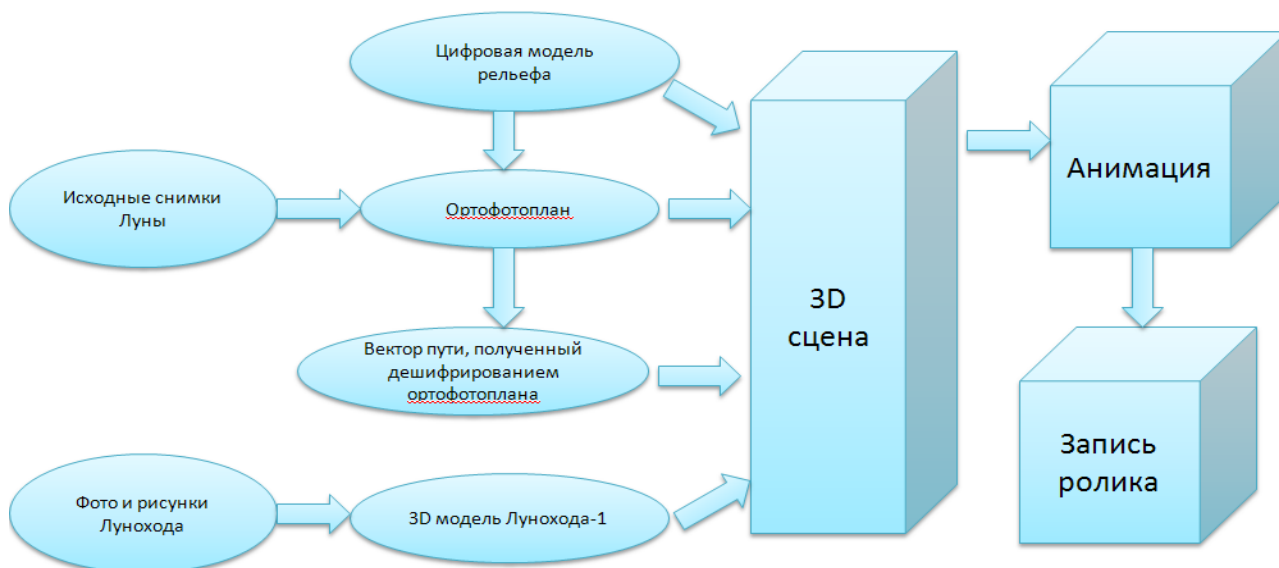 Цифровая модель
рельефа
Исходные снимки
Луны
Ортофотоплан
Вектор пути, полученный
дешифрированием
ортофотоплана
Фото и рисунки
Лунохода
3D модель Лунохода-1
3D
сцена
Анимация
Запись
ролика